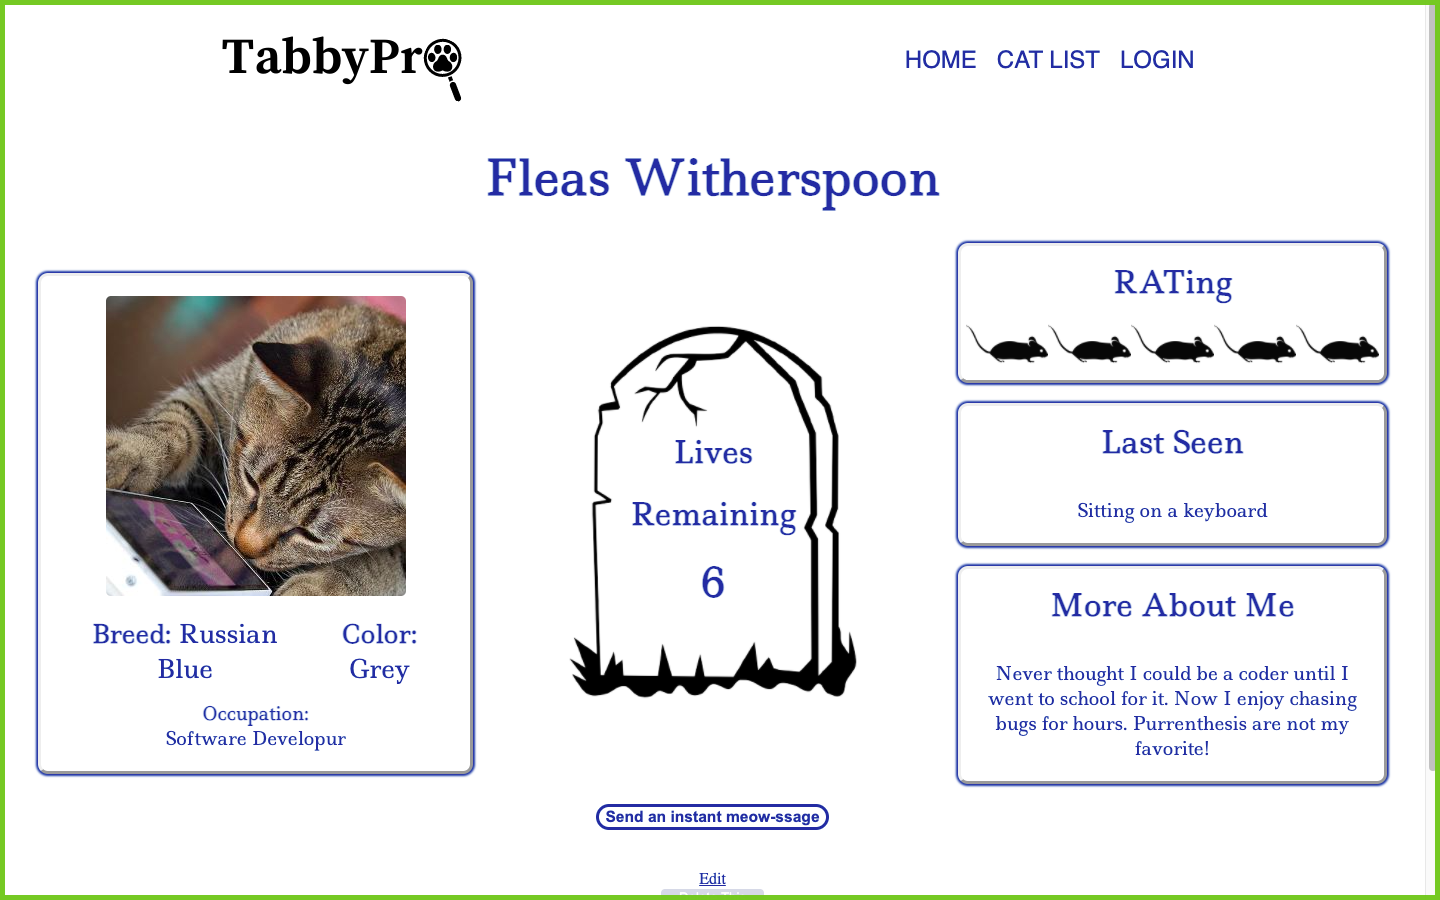 TabbyPro
HOME CAT LIST LOGIN
Fleas Witherspoon
Breed: Russian
Blue
Color:
Grey
Occupation:
Software Developur
Lives
Remaining
6
RATing
Last Seen
Sitting on a keyboard
More About Me
Never thought I could be a coder until I
went to school for it. Now I enjoy chasing
bugs for hours. Purrenthesis are not my
favorite!
Send an instant meow-ssage
Edit